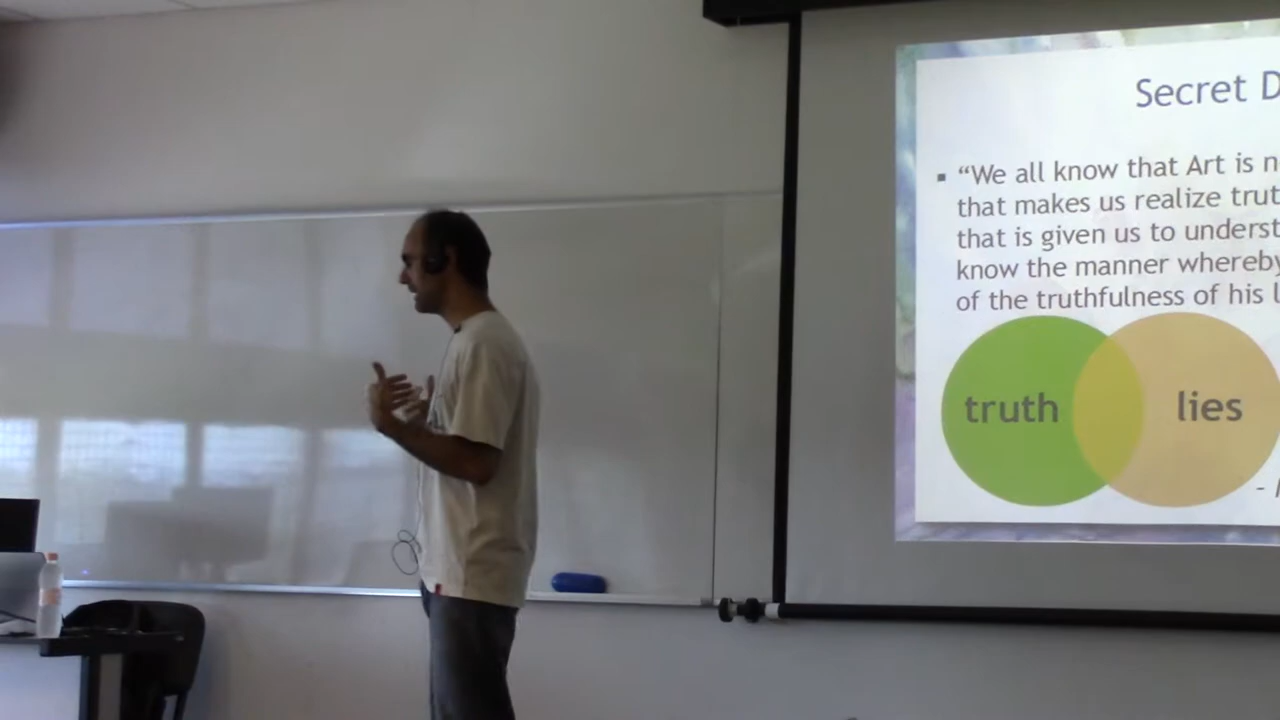 Secret D
▪ “We all know that Art is n
that makes us realize trut
that is given us to underst
know the manner whereby
of the truthfulness of his l
truth
lies
-